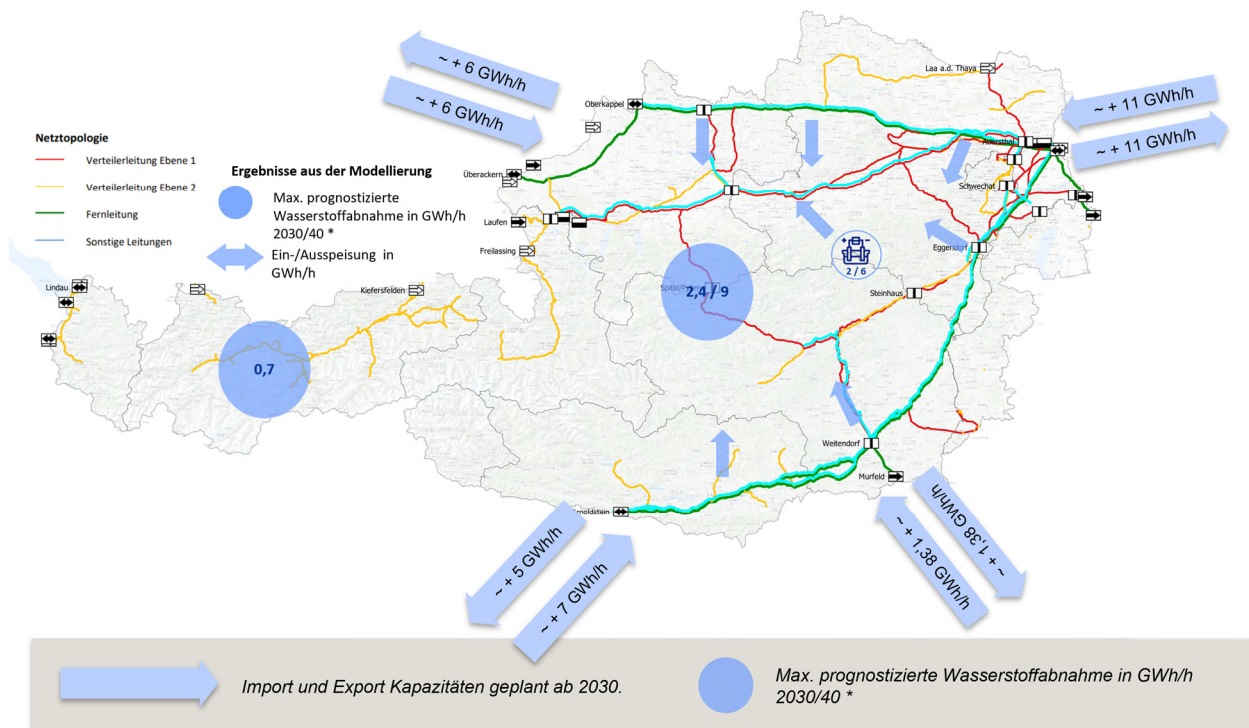 ~ + 6 GWh/h
~ + 6 GWh/h
Laa a.d. Thaya
Oberkappel
~ + 11 GWh/h
~ + 11 GWh/h
Netztopologie
Verteilerleitung Ebene 1
Verteilerleitung Ebene 2
Fernleitung
Sonstige Leitungen
Ergebnisse aus der Modellierung
Max. prognostizierte
Wasserstoffabnahme in GWh/h
2030/40 *
Ein-/Ausspeisung in
GWh/h
Überackern
Auersthal
Schwechat
Laufen
Freilassing
Eggendorf
2 / 6
Lindau
Kiefersfelden
2,4 / 9
Steinhaus
0,7
Weitendorf
Murfeld
Arnoldstein
~ + 5 GWh/h
~ + 7 GWh/h
~ + 1,38 GWh/h
~ + 1,38 GWh/h
Import und Export Kapazitäten geplant ab 2030.
Max. prognostizierte Wasserstoffabnahme in GWh/h
2030/40 *